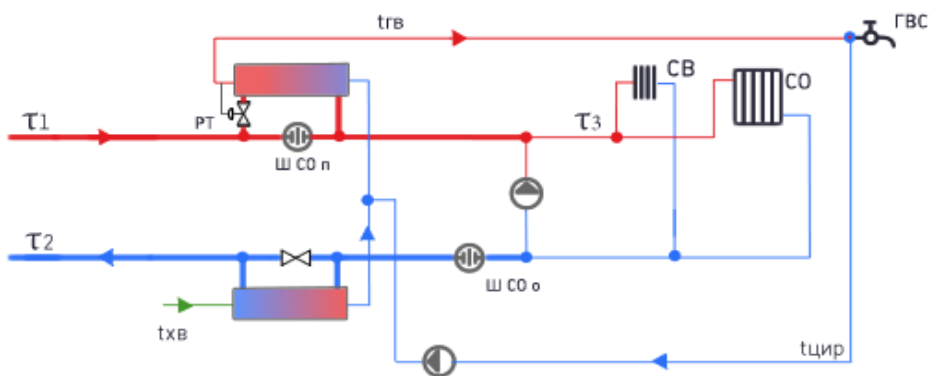 tгв
ГВС
СВ
СО
τ1
РТ
τ3
Ш СО п
τ2
Ш СО о
tхв
tцир